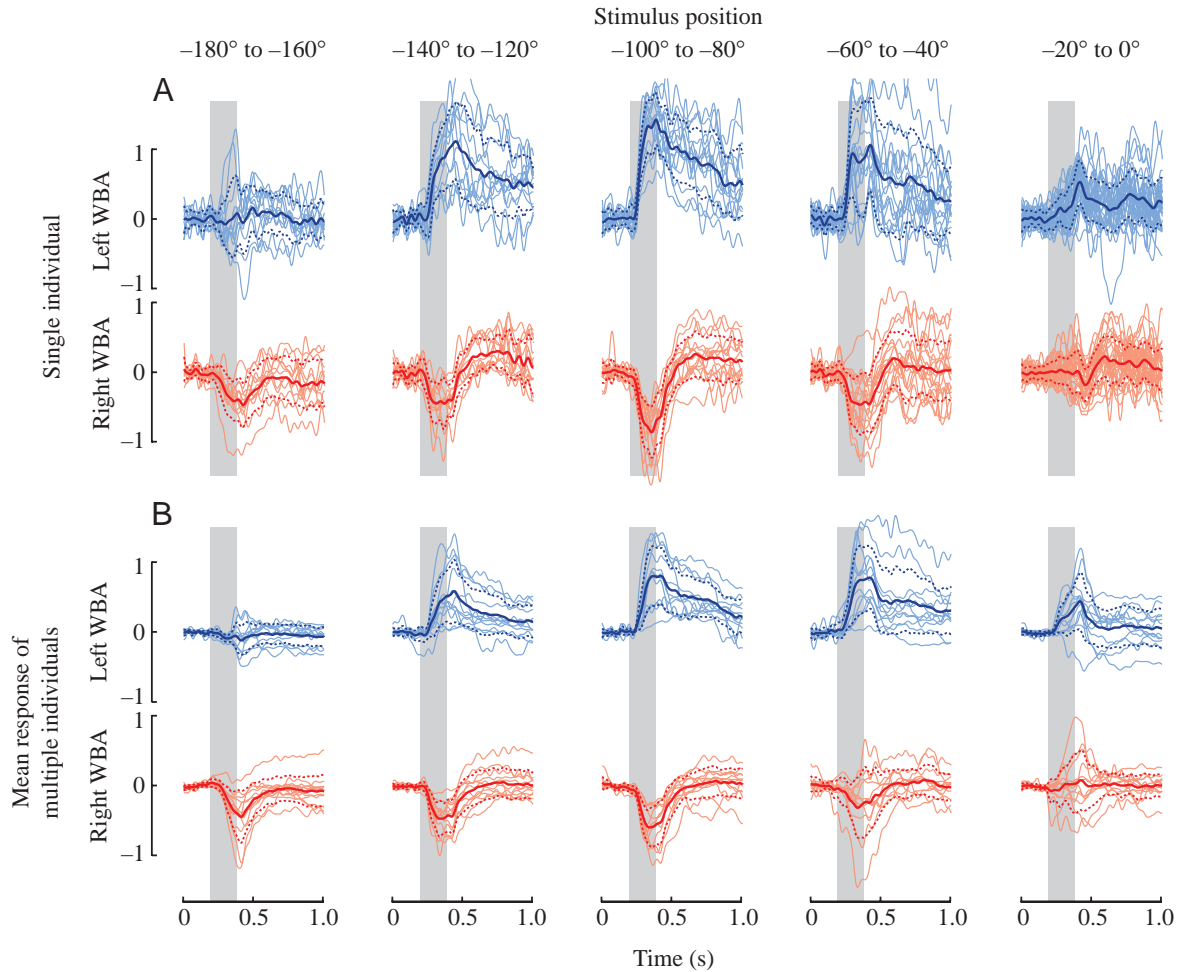 Stimulus position
–180° to –160° –140° to –120° –100° to –80° –60° to –40° –20° to 0°
A
Single individual
Left WBA
1
0
–1
Right WBA
1
0
–1
B
Mean response of
multiple individuals
Left WBA
1
0
–1
Right WBA
1
0
–1
0 0.5 1.0 0 0.5 1.0 0 0.5 1.0 0 0.5 1.0 0 0.5 1.0
Time (s)